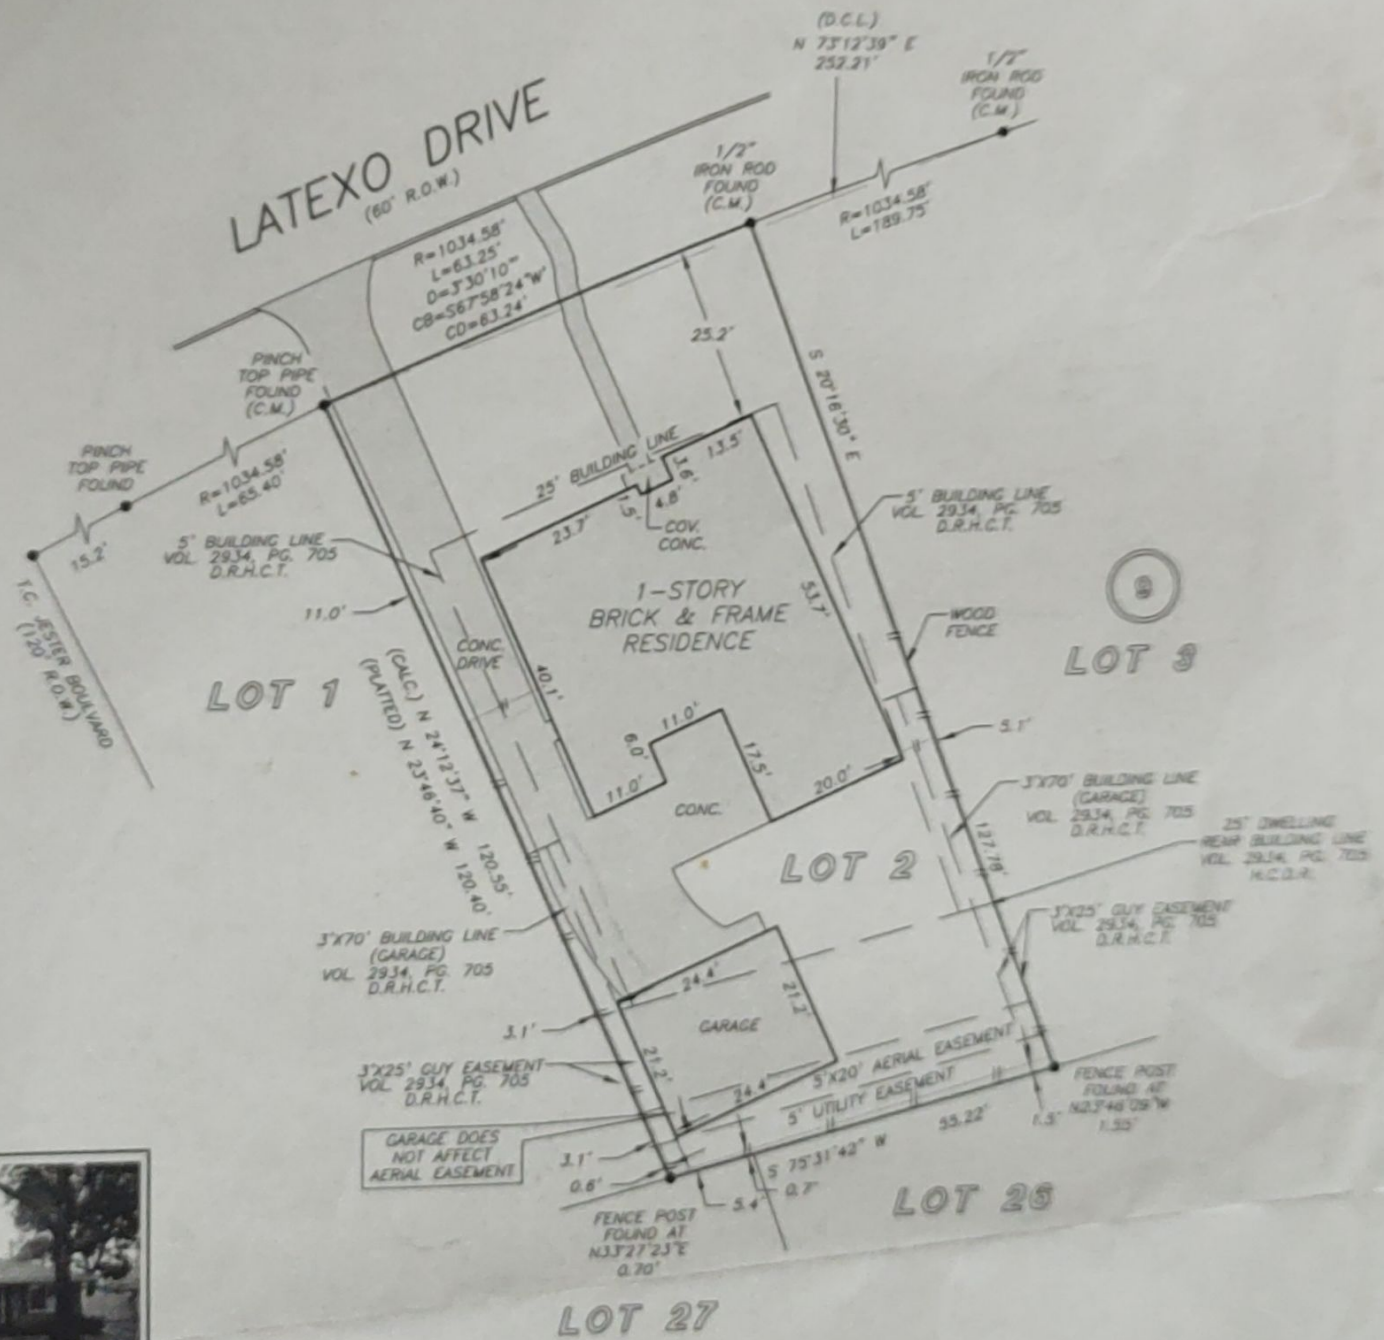 (D.C.L.)
N 73°12'39" E
252.21'
1/2"
IRON ROD
FOUND
(C.M.)
LATEXO DRIVE
(60' R.O.W.)
1/2"
IRON ROD
FOUND
(C.M.)
R=1034.58'
L=189.75'
R=1034.58'
L=63.25'
D=3°30'10"
CB=S67°58'24"W
CD=63.24'
25.2'
S 20°16'30" E
PINCH
TOP PIPE
FOUND
(C.M.)
PINCH
TOP PIPE
FOUND
R=1034.58'
L=65.40'
15.2'
T.C. JESTER BOULVARD
(120' R.O.W.)
25' BUILDING LINE
13.5'
3.6'
4.8'
1.5'
23.7'
COV.
CONC.
5' BUILDING LINE
VOL. 2934, PG. 705
D.R.H.C.T.
5' BUILDING LINE
VOL. 2934, PG. 705
D.R.H.C.T.
11.0'
1-STORY
BRICK & FRAME
RESIDENCE
53.7'
9
WOOD
FENCE
LOT 3
CONC.
DRIVE
40.1'
LOT 1
(CALC.) N 24°12'37" W 120.55'
(PLATTED) N 23°46'40" W 120.40'
11.0'
6.0'
11.0'
17.5'
20.0'
CONC.
5.1'
3'X70' BUILDING LINE
(GARAGE)
VOL. 2934, PG. 705
D.R.H.C.T.
127.78'
25' DWELLING
REAR BUILDING LINE
VOL. 2934, PG. 705
H.C.D.R.
LOT 2
3'X25' GUY EASEMENT
VOL. 2934, PG. 705
D.R.H.C.T.
3'X70' BUILDING LINE
(GARAGE)
VOL. 2934, PG. 705
D.R.H.C.T.
24.4'
21.2'
GARAGE
3.1'
21.2'
24.4'
3'X25' GUY EASEMENT
VOL. 2934, PG. 705
D.R.H.C.T.
5'X20' AERIAL EASEMENT
5' UTILITY EASEMENT
FENCE POST
FOUND AT
1.55'
1.5'
55.22'
S 75°31'42" W
GARAGE DOES
NOT AFFECT
AERIAL EASEMENT
3.1'
0.6'
5.4'
0.7'
LOT 26
FENCE POST
FOUND AT
N33°27'23"E
0.70'
LOT 27